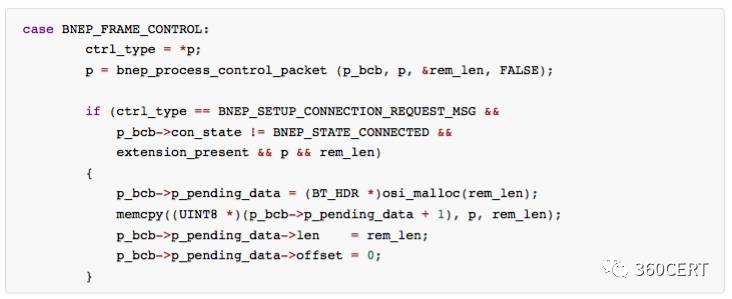 case BNEP_FRAME_CONTROL:
        ctrl_type = *p;
        p = bnep_process_control_packet (p_bcb, p, &rem_len, FALSE);

        if (ctrl_type == BNEP_SETUP_CONNECTION_REQUEST_MSG &&
            p_bcb->con_state != BNEP_STATE_CONNECTED &&
            extension_present && p && rem_len)
        {
            p_bcb->p_pending_data = (BT_HDR *)osi_malloc(rem_len);
            memcpy((UINT8 *)(p_bcb->p_pending_data + 1), p, rem_len);
            p_bcb->p_pending_data->len    = rem_len;
            p_bcb->p_pending_data->offset = 0;
        }
360CERT